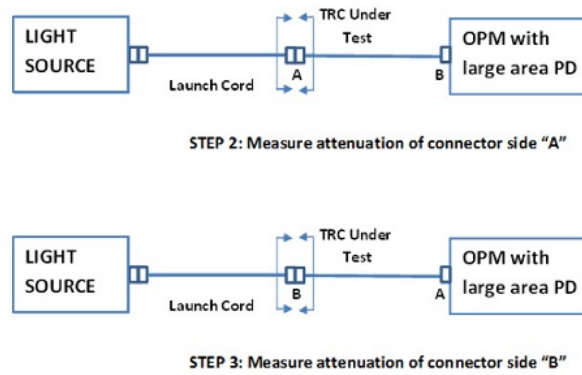 LIGHT
SOURCE
Launch Cord
TRC Under
Test
A
B
OPM with
large area PD
STEP 2: Measure attenuation of connector side “A”
LIGHT
SOURCE
Launch Cord
TRC Under
Test
B
A
OPM with
large area PD
STEP 3: Measure attenuation of connector side “B”